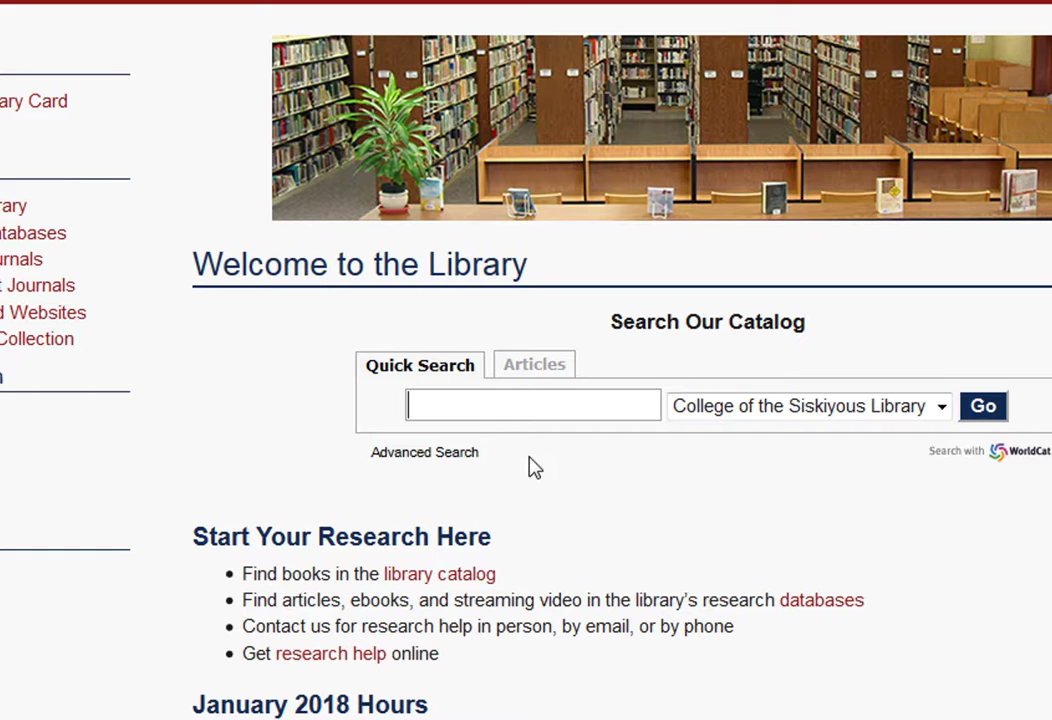 ary Card
ary
tabases
urnals
t Journals
d Websites
Collection
Welcome to the Library
Search Our Catalog
Quick Search
Articles
College of the Siskiyous Library
Go
Advanced Search
Search with WorldCat
Start Your Research Here
• Find books in the library catalog
• Find articles, ebooks, and streaming video in the library's research databases
• Contact us for research help in person, by email, or by phone
• Get research help online
January 2018 Hours